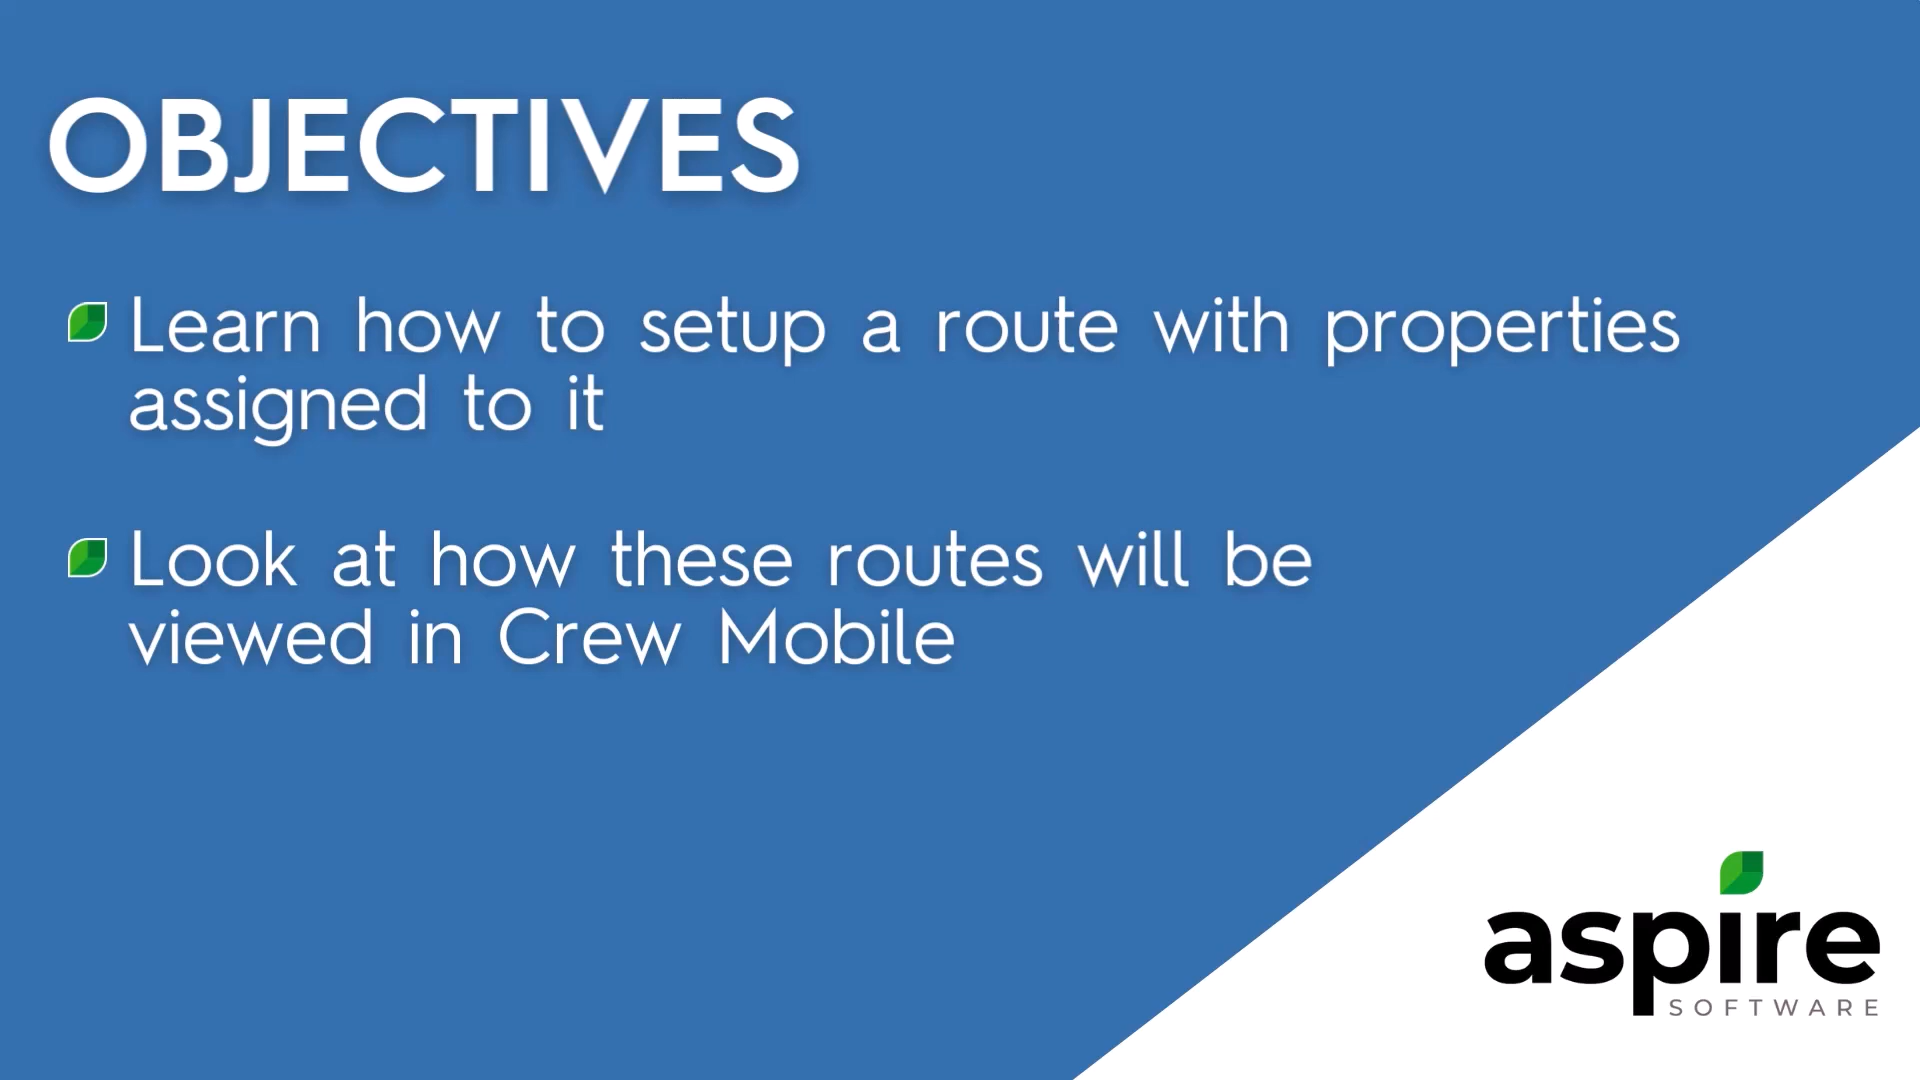 OBJECTIVES
Learn how to setup a route with properties
assigned to it
Look at how these routes will be
viewed in Crew Mobile
aspire
SOFTWARE